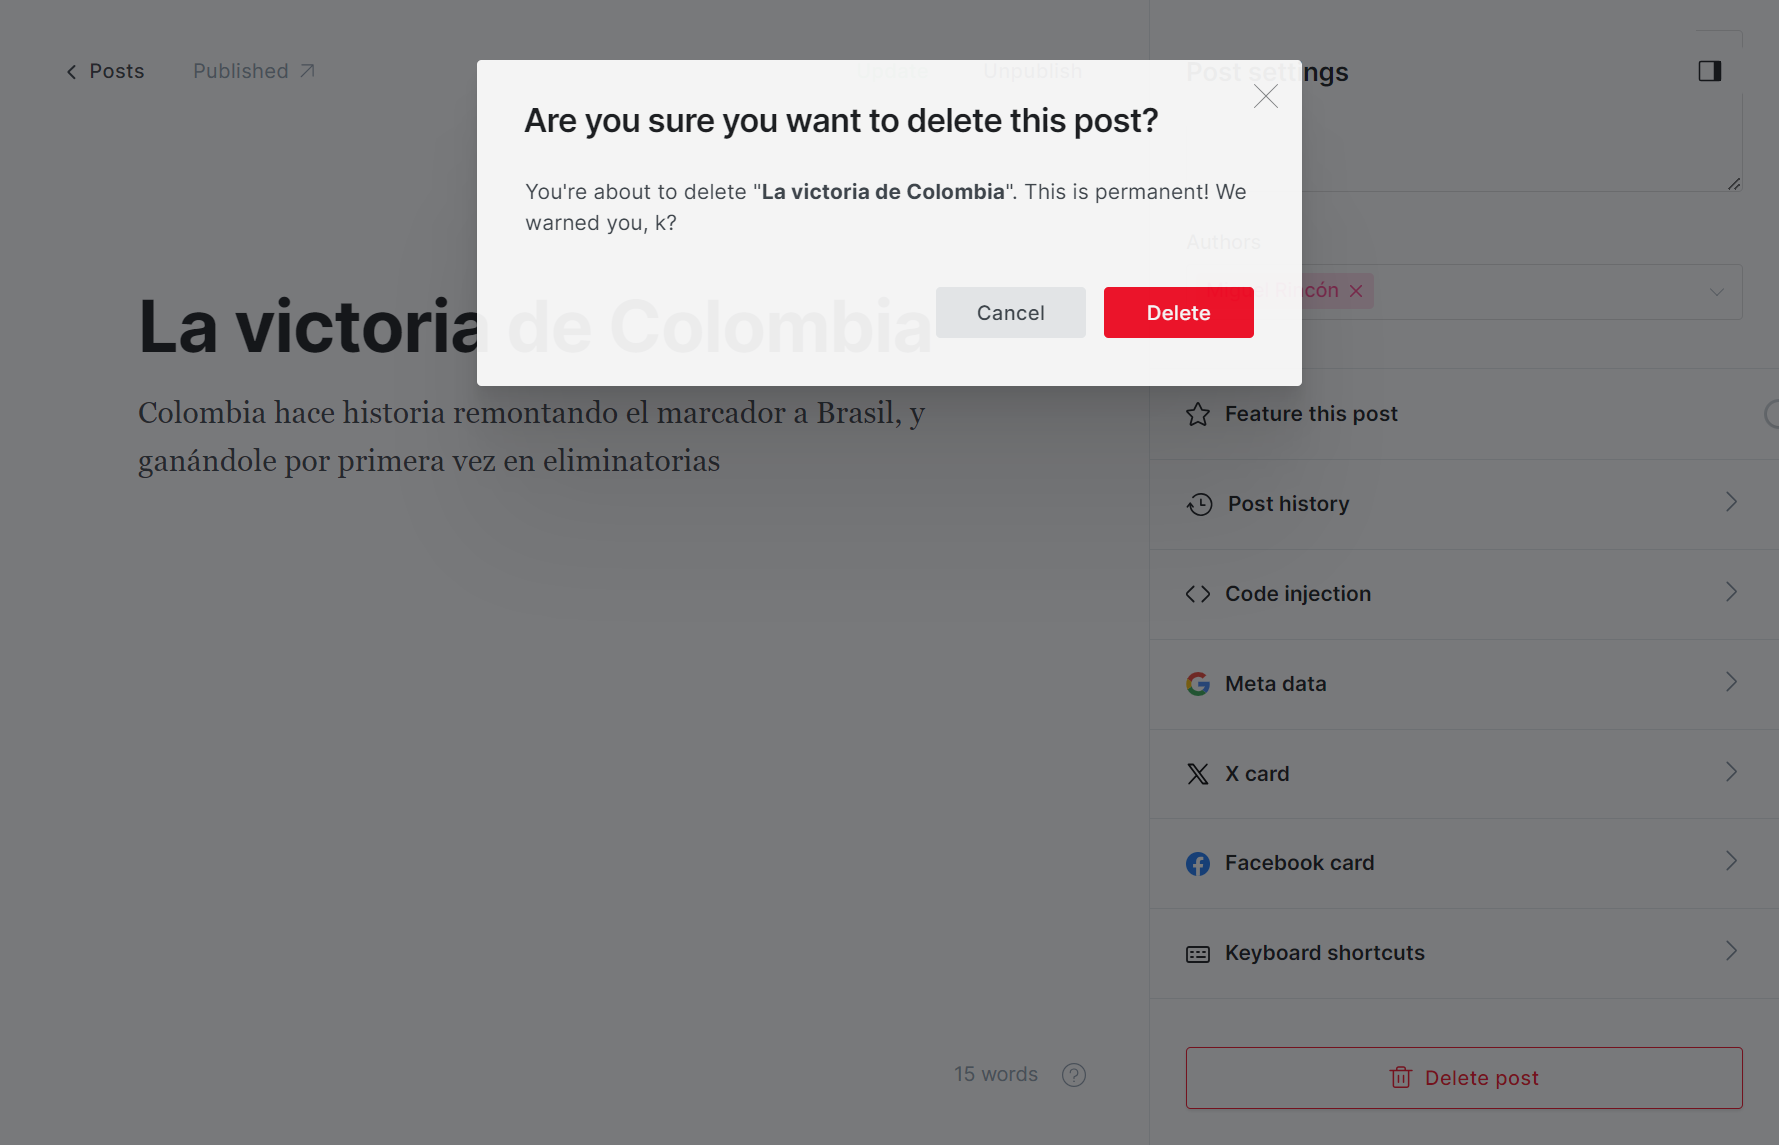 Posts
Published
Update
Unpublish
Post settings
Are you sure you want to delete this post?
You're about to delete "La victoria de Colombia". This is permanent! We
warned you, k?
Cancel
Delete
Authors
Miguel Rincón
La victoria de Colombia
Colombia hace historia remontando el marcador a Brasil, y
ganándole por primera vez en eliminatorias
Feature this post
Post history
Code injection
Meta data
X card
Facebook card
Keyboard shortcuts
15 words
Delete post